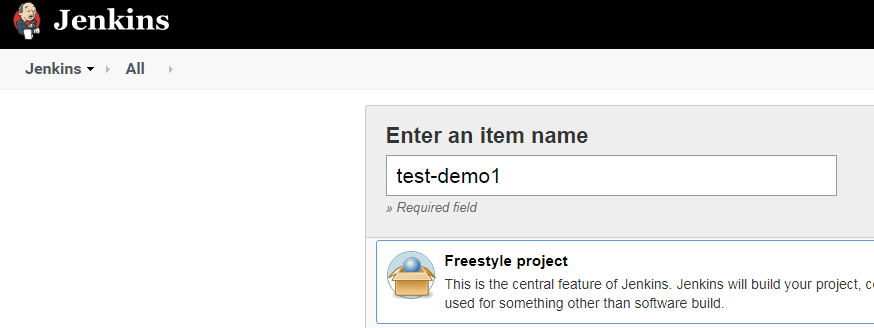 Jenkins
Jenkins All
Enter an item name
test-demo1
» Required field
Freestyle project
This is the central feature of Jenkins. Jenkins will build your project,
used for something other than software build.